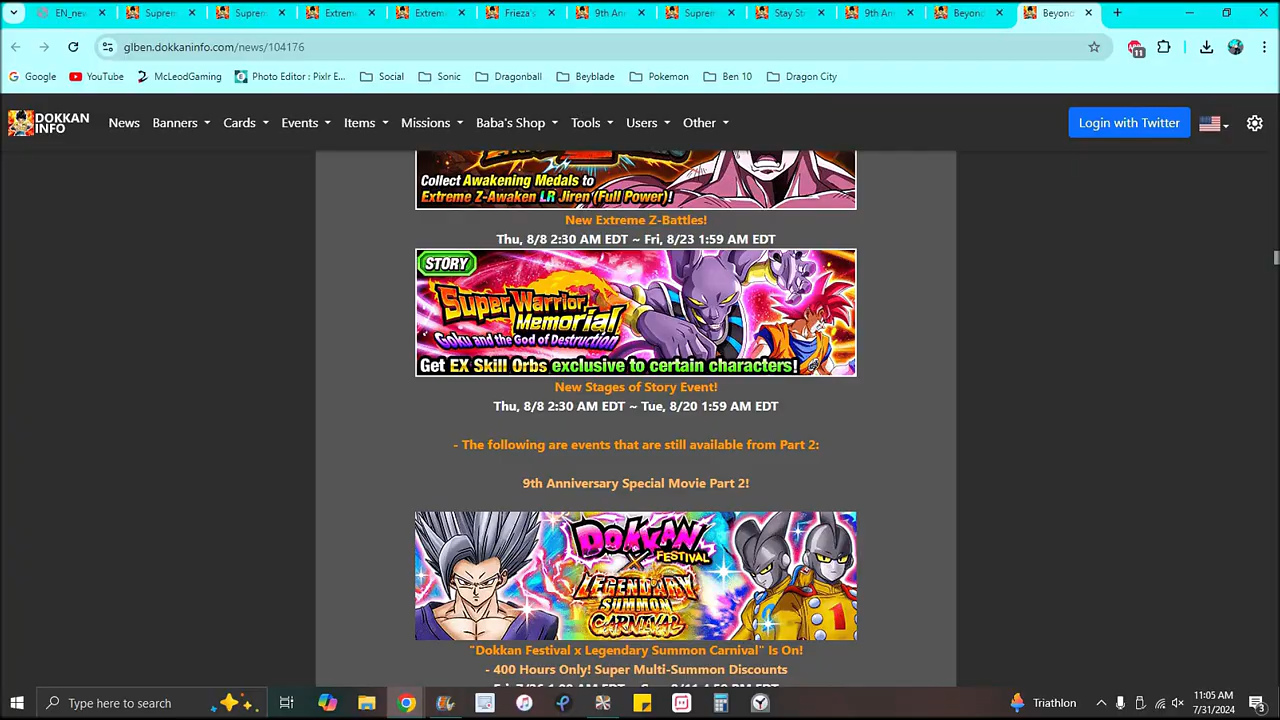 EN_new
Suprem
Suprem
Extrem
Extrem
Frieza's
9th An
Suprem
Stay St
9th An
Beyon
Beyon
glben.dokkaninfo.com/news/104176
11
Google
YouTube
McLeodGaming
Photo Editor : Pixlr E...
Social
Sonic
Dragonball
Beyblade
Pokemon
Ben 10
Dragon City
DOKKAN
INFO
News
Banners
Cards
Events
Items
Missions
Baba's Shop
Tools
Users
Other
Login with Twitter
Collect Awakening Medals to
Extreme Z-Awaken LR Jiren (Full Power)!
New Extreme Z-Battles!
Thu, 8/8 2:30 AM EDT ~ Fri, 8/23 1:59 AM EDT
STORY
Super Warrior
Memorial
Goku and the God of Destruction
Get EX Skill Orbs exclusive to certain characters!
New Stages of Story Event!
Thu, 8/8 2:30 AM EDT ~ Tue, 8/20 1:59 AM EDT
- The following are events that are still available from Part 2:
9th Anniversary Special Movie Part 2!
DOKKAN
FESTIVAL
X
LEGENDARY
SUMMON
CARNIVAL
1
"Dokkan Festival x Legendary Summon Carnival" Is On!
- 400 Hours Only! Super Multi-Summon Discounts
Type here to search
Triathlon
11:05 AM
7/31/2024
3